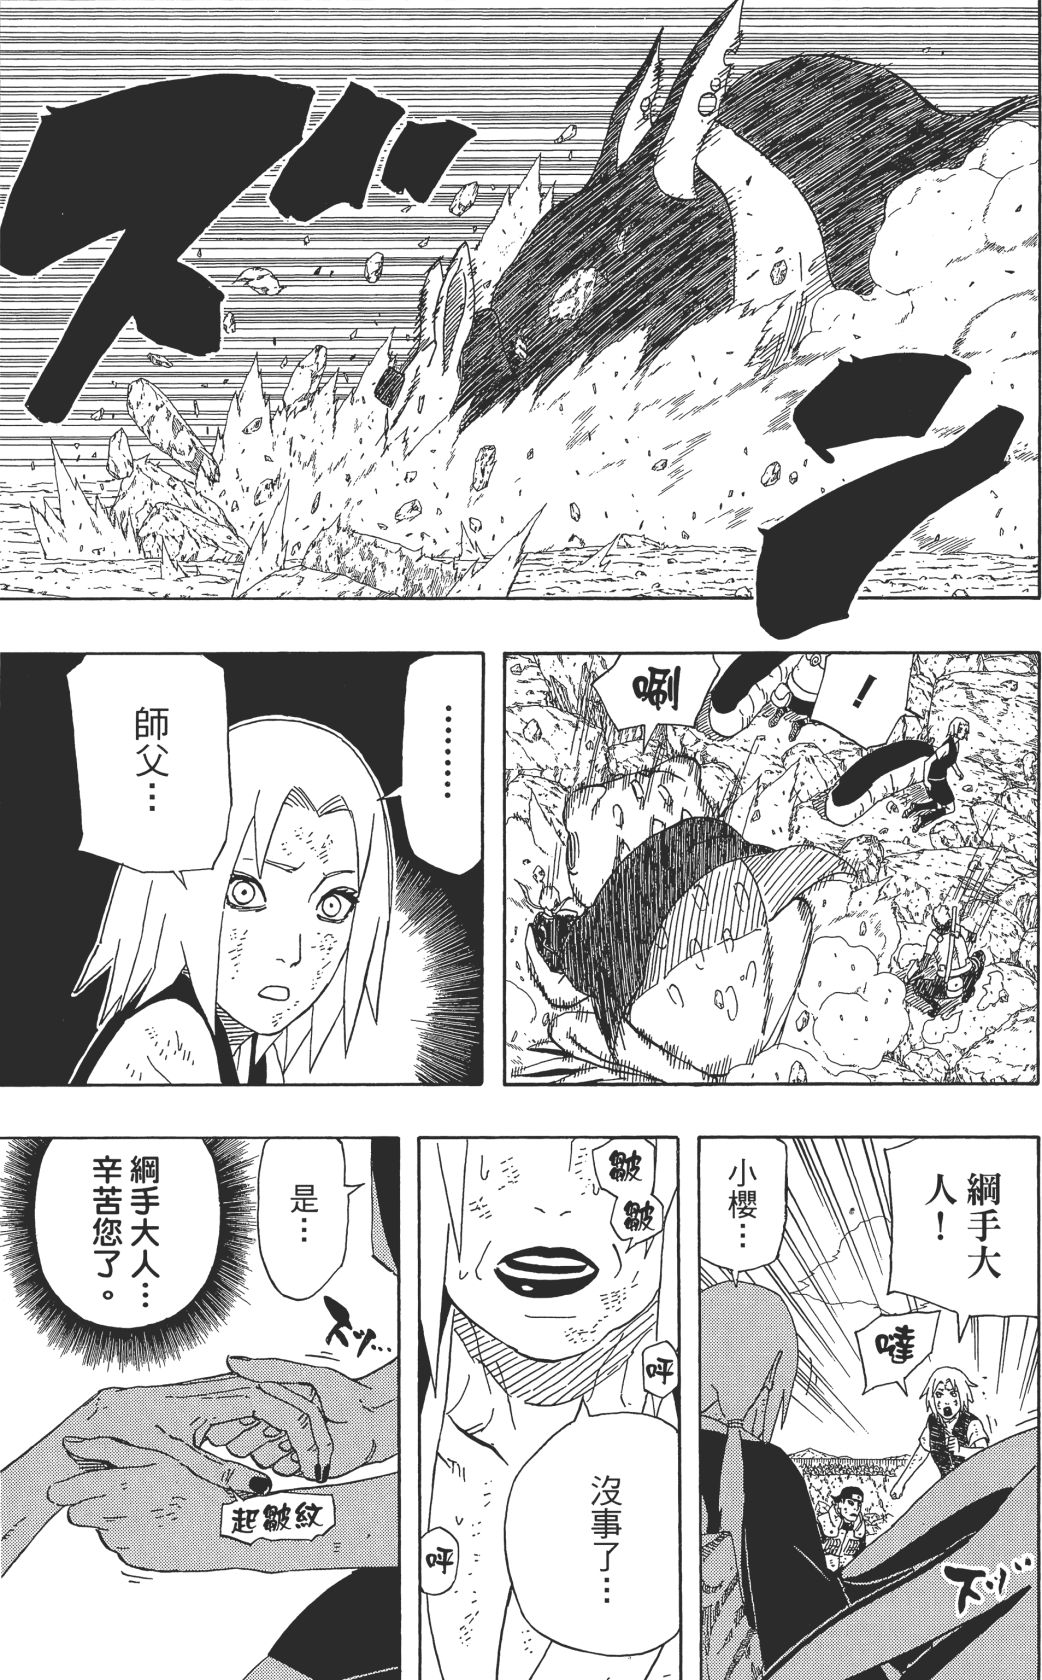 ズズン
！
唰
………
師父…
綱手大
人！
噠
小櫻…
ズッ
皺
皺
呼
沒事了…
呼
是…
ズッ…
綱手大人…
辛苦您了。
起皺紋